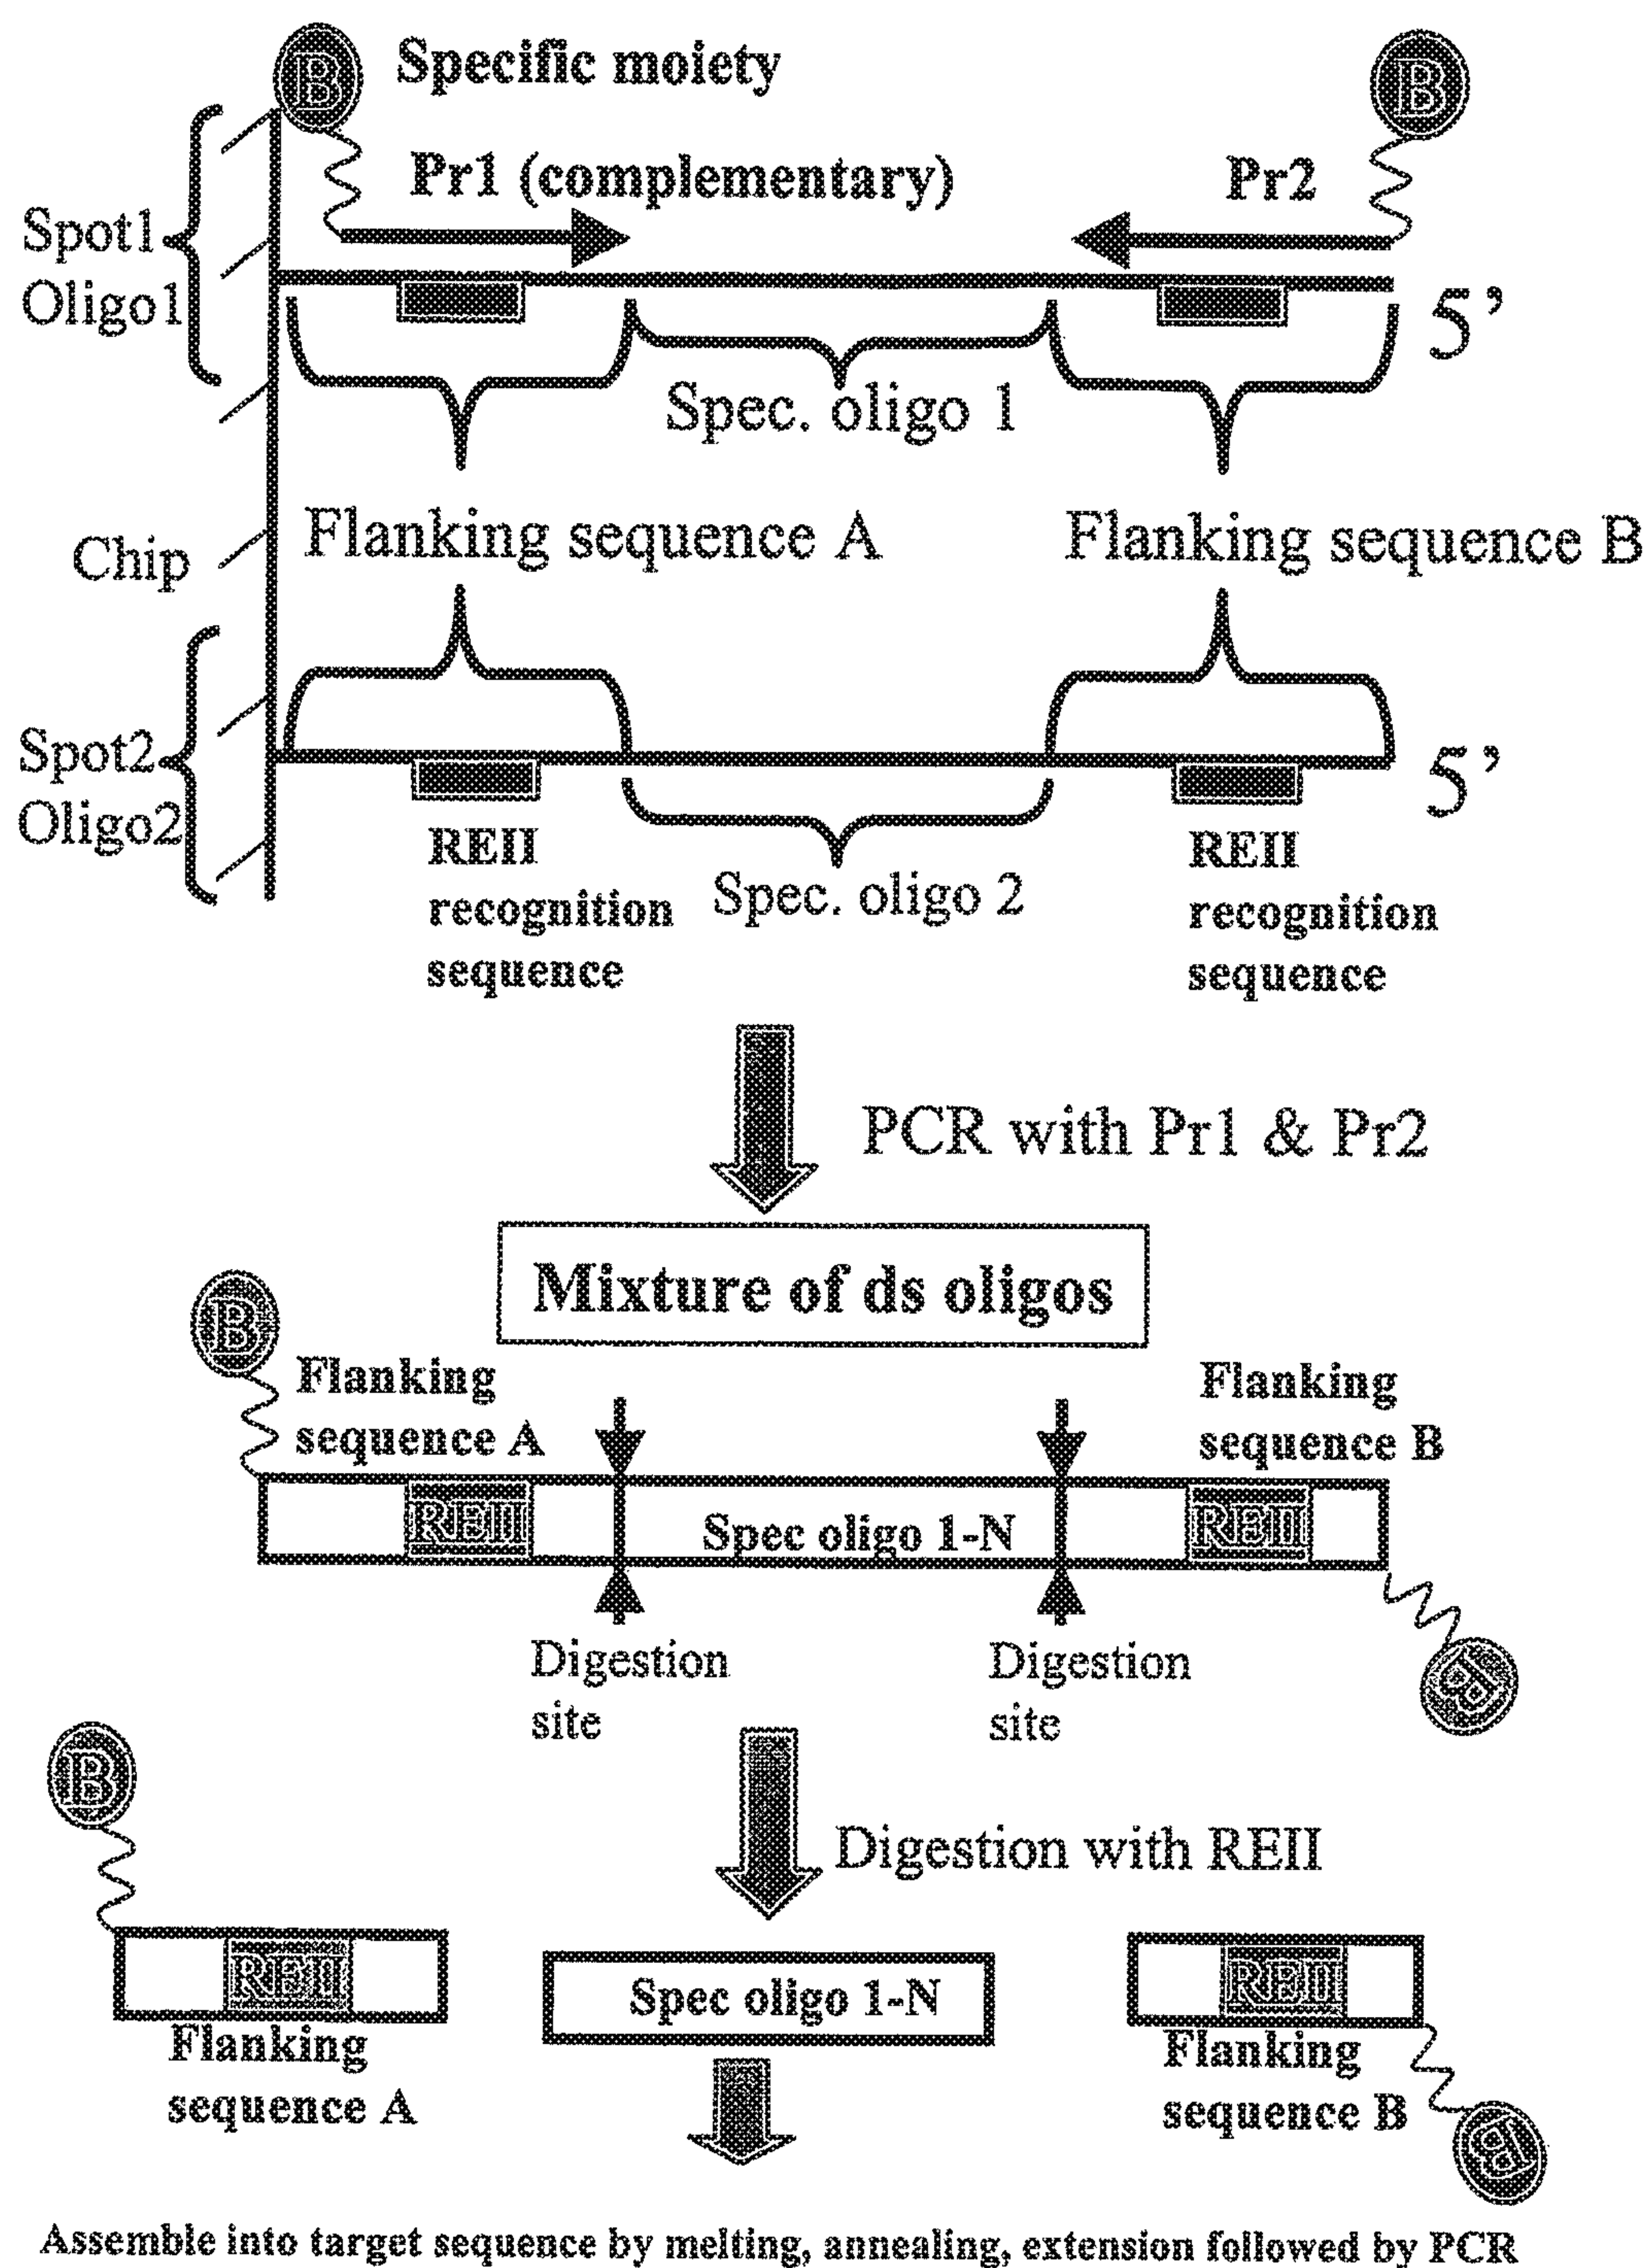 B
Specific moiety
B
Pr1 (complementary)
Pr2
Spot1
Oligo1
5’
Spec. oligo 1
Flanking sequence A
Flanking sequence B
Chip
Spot2
Oligo2
5’
REII
recognition
sequence
Spec. oligo 2
REII
recognition
sequence
PCR with Pr1 & Pr2
Mixture of ds oligos
B
Flanking
sequence A
Flanking
sequence B
REII
Spec oligo 1-N
REII
Digestion
site
Digestion
site
B
B
Digestion with REII
REII
Flanking
sequence A
Spec oligo 1-N
REII
Flanking
sequence B
B
Assemble into target sequence by melting, annealing, extension followed by PCR